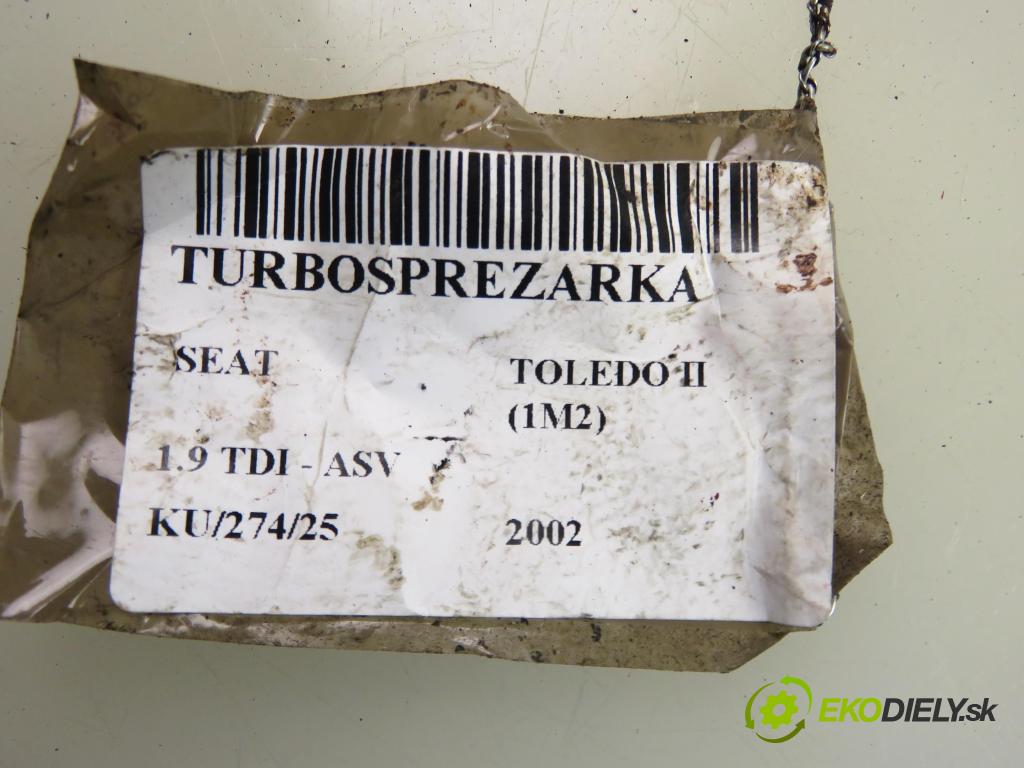 TURBOSPREZARKA
SEAT
TOLEDO II
(1M2)
1.9 TDI - ASV
KU/274/25
2002
EKODIELY.sk